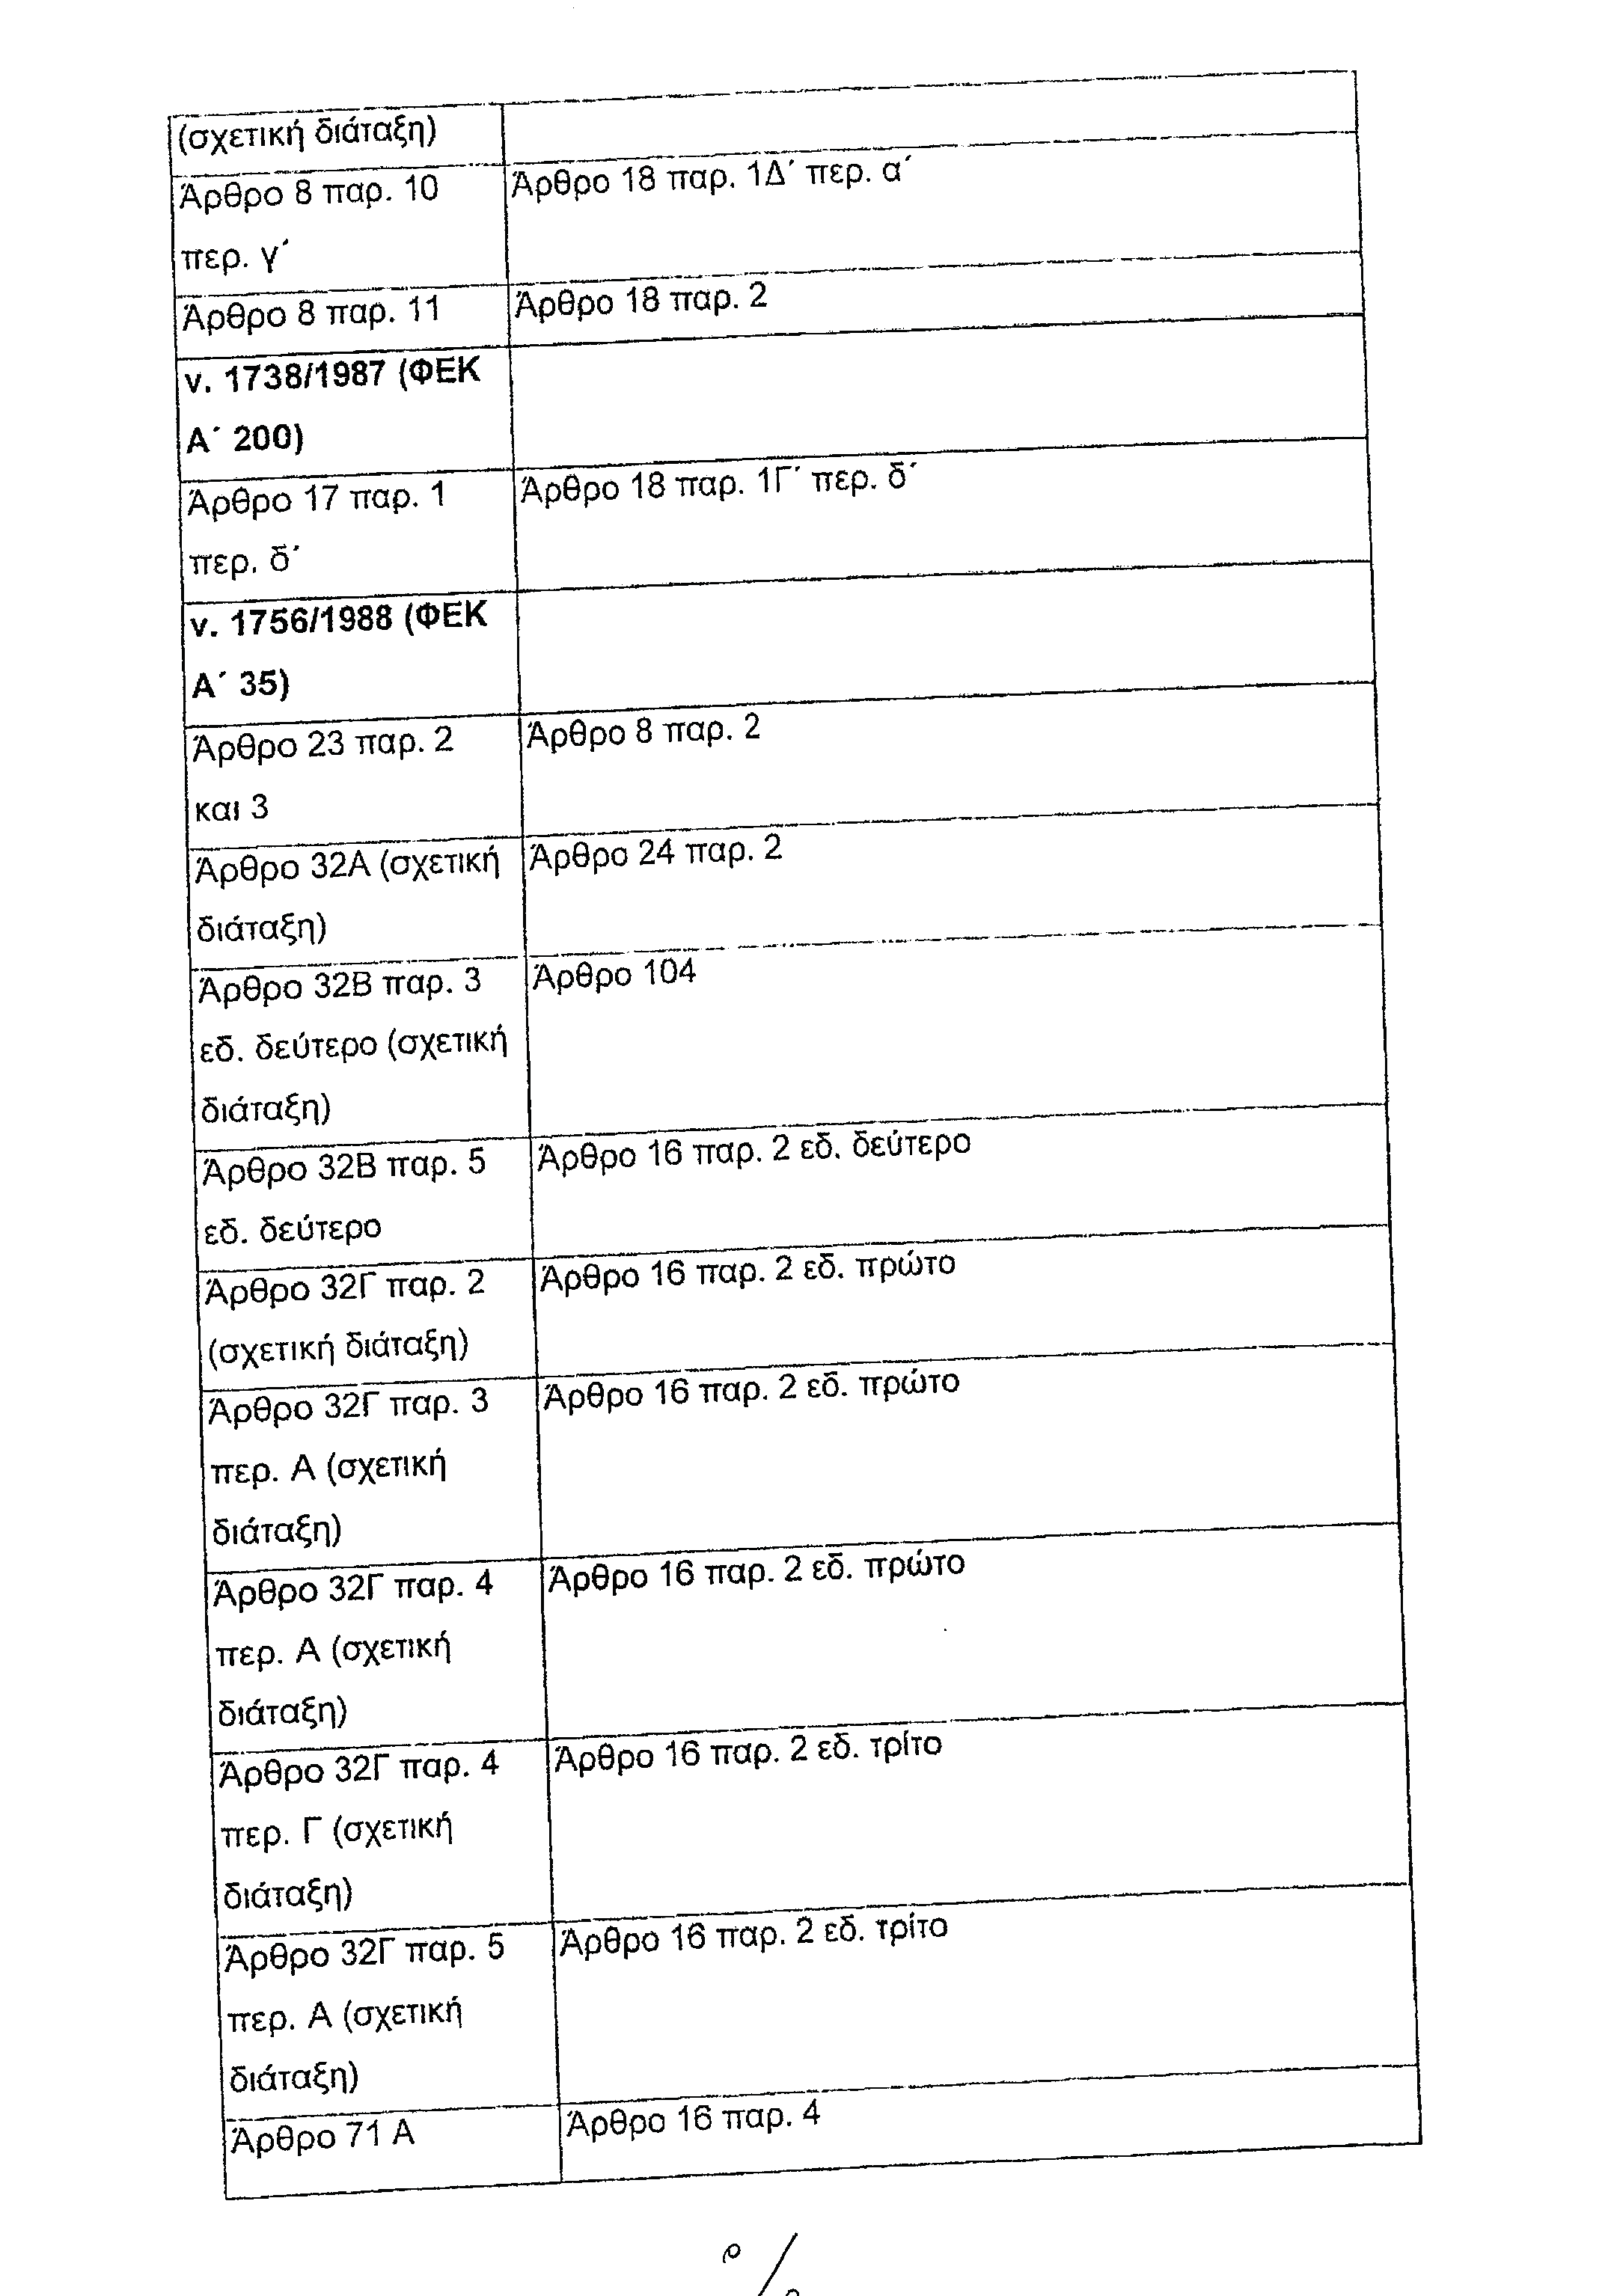 (σχετική διάταξη)
Άρθρο 8 παρ. 10 Άρθρο 18 παρ. 1Δ΄ περ. α΄
περ. γ΄
Άρθρο 8 παρ. 11 Άρθρο 18 παρ. 2
ν. 1738/1987 (ΦΕΚ
Α΄ 200)
Άρθρο 17 παρ. 1 Άρθρο 18 παρ. 1Γ΄ περ. δ΄
περ. δ΄
ν. 1756/1988 (ΦΕΚ
Α΄ 35)
Άρθρο 23 παρ. 2 Άρθρο 8 παρ. 2
και 3
Άρθρο 32Α (σχετική Άρθρο 24 παρ. 2
διάταξη)
Άρθρο 32Β παρ. 3 Άρθρο 104
εδ. δεύτερο (σχετική
διάταξη)
Άρθρο 32Β παρ. 5 Άρθρο 16 παρ. 2 εδ. δεύτερο
εδ. δεύτερο
Άρθρο 32Γ παρ. 2 Άρθρο 16 παρ. 2 εδ. πρώτο
(σχετική διάταξη)
Άρθρο 32Γ παρ. 3 Άρθρο 16 παρ. 2 εδ. πρώτο
περ. Α (σχετική
διάταξη)
Άρθρο 32Γ παρ. 4 Άρθρο 16 παρ. 2 εδ. πρώτο
περ. Α (σχετική
διάταξη)
Άρθρο 32Γ παρ. 4 Άρθρο 16 παρ. 2 εδ. τρίτο
περ. Γ (σχετική
διάταξη)
Άρθρο 32Γ παρ. 5 Άρθρο 16 παρ. 2 εδ. τρίτο
περ. Α (σχετική
διάταξη)
Άρθρο 71 Α Άρθρο 16 παρ. 4